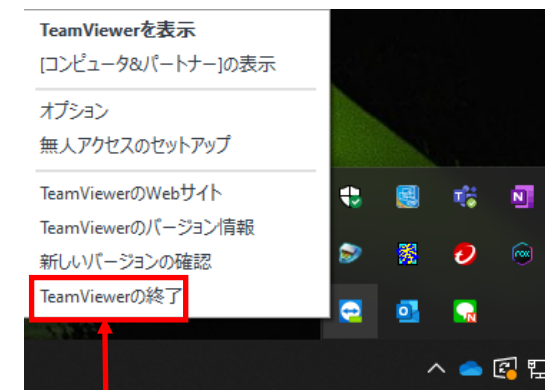 TeamViewerを表示
[コンピュータ&パートナー]の表示
オプション
無人アクセスのセットアップ
TeamViewerのWebサイト
TeamViewerのバージョン情報
新しいバージョンの確認
TeamViewerの終了